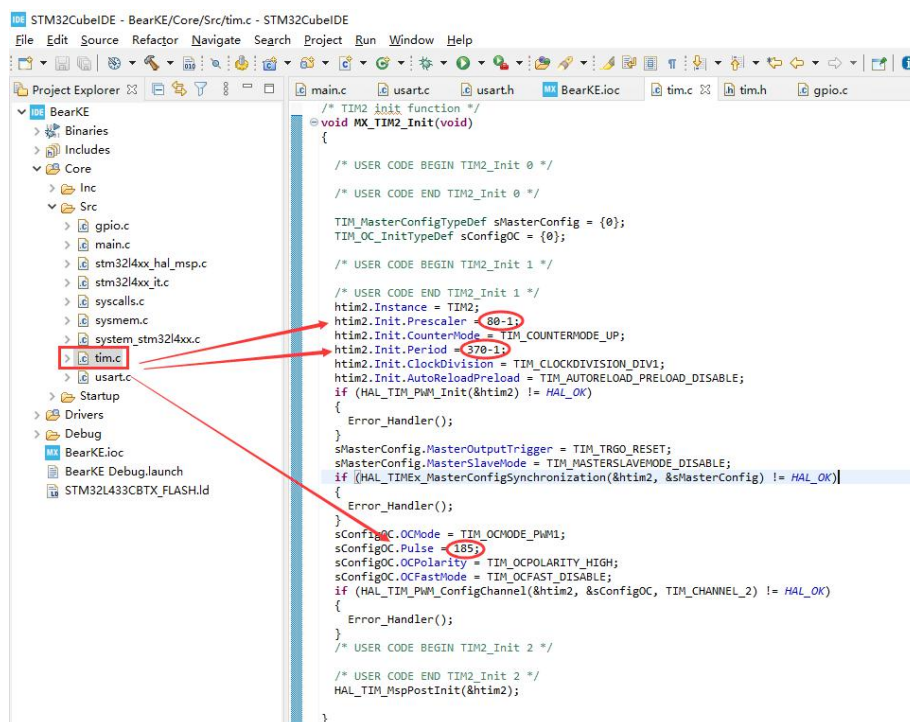 IDE STM32CubeIDE - BearKE/Core/Src/tim.c - STM32CubeIDE
File Edit Source Refactor Navigate Search Project Run Window Help
Project Explorer
main.c usart.c usart.h MX BearKE.ioc tim.c tim.h gpio.c
IDE BearKE
Binaries
Includes
Core
Inc
Src
gpio.c
main.c
stm32l4xx_hal_msp.c
stm32l4xx_it.c
syscalls.c
sysmem.c
system_stm32l4xx.c
tim.c
usart.c
Startup
Drivers
Debug
MX BearKE.ioc
BearKE Debug.launch
STM32L433CBTX_FLASH.ld
/* TIM2 init function */
void MX_TIM2_Init(void)
{
/* USER CODE BEGIN TIM2_Init 0 */
/* USER CODE END TIM2_Init 0 */
TIM_MasterConfigTypeDef sMasterConfig = {0};
TIM_OC_InitTypeDef sConfigOC = {0};
/* USER CODE BEGIN TIM2_Init 1 */
/* USER CODE END TIM2_Init 1 */
htim2.Instance = TIM2;
htim2.Init.Prescaler = 80-1;
htim2.Init.CounterMode = TIM_COUNTERMODE_UP;
htim2.Init.Period = 370-1;
htim2.Init.ClockDivision = TIM_CLOCKDIVISION_DIV1;
htim2.Init.AutoReloadPreload = TIM_AUTORELOAD_PRELOAD_DISABLE;
if (HAL_TIM_PWM_Init(&htim2) != HAL_OK)
{
Error_Handler();
}
sMasterConfig.MasterOutputTrigger = TIM_TRGO_RESET;
sMasterConfig.MasterSlaveMode = TIM_MASTERSLAVEMODE_DISABLE;
if (HAL_TIMEx_MasterConfigSynchronization(&htim2, &sMasterConfig) != HAL_OK)
{
Error_Handler();
}
sConfigOC.OCMode = TIM_OCMODE_PWM1;
sConfigOC.Pulse = 185;
sConfigOC.OCPolarity = TIM_OCPOLARITY_HIGH;
sConfigOC.OCFastMode = TIM_OCFAST_DISABLE;
if (HAL_TIM_PWM_ConfigChannel(&htim2, &sConfigOC, TIM_CHANNEL_2) != HAL_OK)
{
Error_Handler();
}
/* USER CODE BEGIN TIM2_Init 2 */
/* USER CODE END TIM2_Init 2 */
HAL_TIM_MspPostInit(&htim2);
}